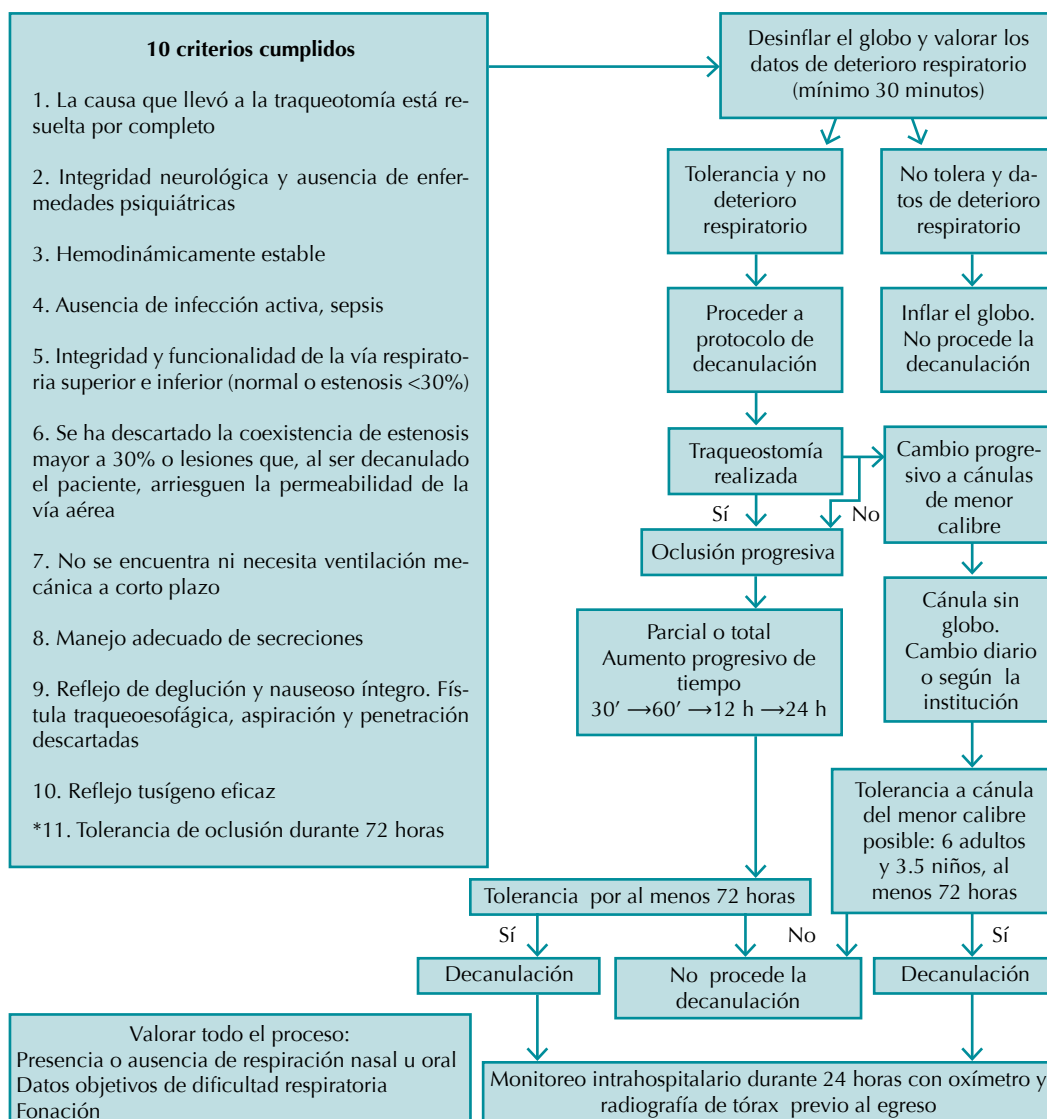 10 criterios cumplidos
1. La causa que llevó a la traqueotomía está re-
suelta por completo
2. Integridad neurológica y ausencia de enfer-
medades psiquiátricas
3. Hemodinámicamente estable
4. Ausencia de infección activa, sepsis
5. Integridad y funcionalidad de la vía respirato-
ria superior e inferior (normal o estenosis <30%)
6. Se ha descartado la coexistencia de estenosis
mayor a 30% o lesiones que, al ser decanulado
el paciente, arriesguen la permeabilidad de la
vía aérea
7. No se encuentra ni necesita ventilación me-
cánica a corto plazo
8. Manejo adecuado de secreciones
9. Reflejo de deglución y nauseoso íntegro. Fís-
tula traqueoesofágica, aspiración y penetración
descartadas
10. Reflejo tusígeno eficaz
*11. Tolerancia de oclusión durante 72 horas
Desinflar el globo y valorar los
datos de deterioro respiratorio
(mínimo 30 minutos)
Tolerancia y no
deterioro
respiratorio
No tolera y da-
tos de deterioro
respiratorio
Proceder a
protocolo de
decanulación
Inflar el globo.
No procede la
decanulación
Traqueostomía
realizada
Cambio progre-
sivo a cánulas
de menor
calibre
Sí
No
Oclusión progresiva
Cánula sin
globo.
Cambio diario
o según la
institución
Parcial o total
Aumento progresivo de
tiempo
30′ →60′ →12 h →24 h
Tolerancia a cánula
del menor calibre
posible: 6 adultos
y 3.5 niños, al
menos 72 horas
Tolerancia por al menos 72 horas
Sí
No
Sí
Decanulación
No procede la
decanulación
Decanulación
Valorar todo el proceso:
Presencia o ausencia de respiración nasal u oral
Datos objetivos de dificultad respiratoria
Fonación
Monitoreo intrahospitalario durante 24 horas con oxímetro y
radiografía de tórax previo al egreso